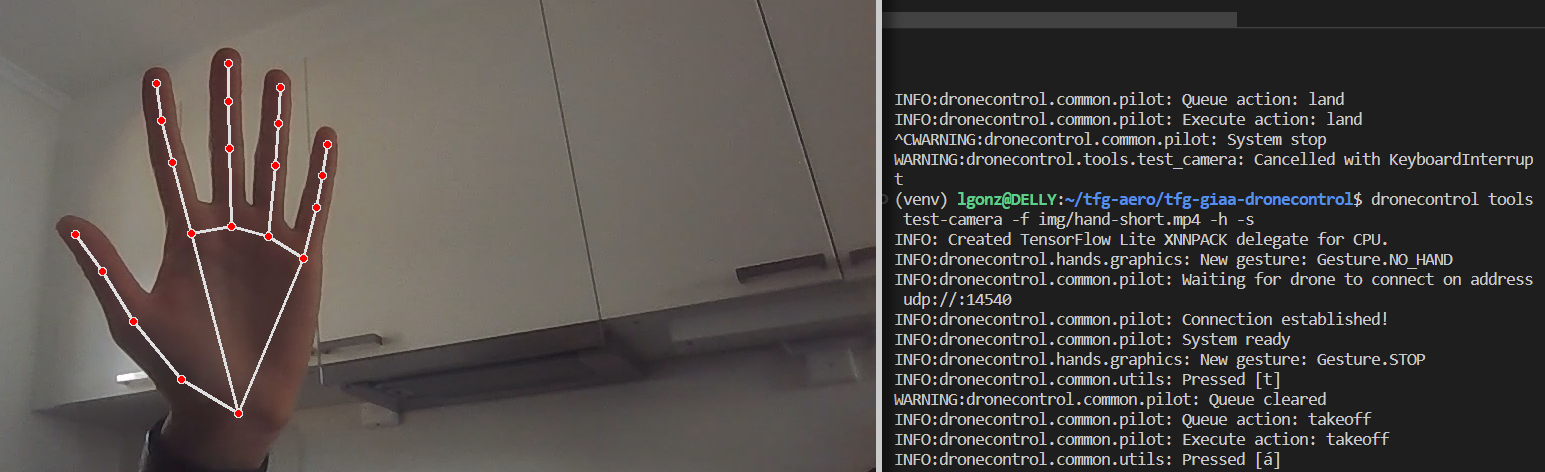 INFO:dronecontrol.common.pilot: Queue action: land
INFO:dronecontrol.common.pilot: Execute action: land
^CWARNING:dronecontrol.common.pilot: System stop
WARNING:dronecontrol.tools.test_camera: Cancelled with KeyboardInterrup
t
(venv) lgonz@DELLY:~/tfg-aero/tfg-giaa-dronecontrol$ dronecontrol tools
test-camera -f img/hand-short.mp4 -h -s
INFO: Created TensorFlow Lite XNNPACK delegate for CPU.
INFO:dronecontrol.hands.graphics: New gesture: Gesture.NO_HAND
INFO:dronecontrol.common.pilot: Waiting for drone to connect on address
udp://:14540
INFO:dronecontrol.common.pilot: Connection established!
INFO:dronecontrol.common.pilot: System ready
INFO:dronecontrol.hands.graphics: New gesture: Gesture.STOP
INFO:dronecontrol.common.utils: Pressed [t]
WARNING:dronecontrol.common.pilot: Queue cleared
INFO:dronecontrol.common.pilot: Queue action: takeoff
INFO:dronecontrol.common.pilot: Execute action: takeoff
INFO:dronecontrol.common.utils: Pressed [á]